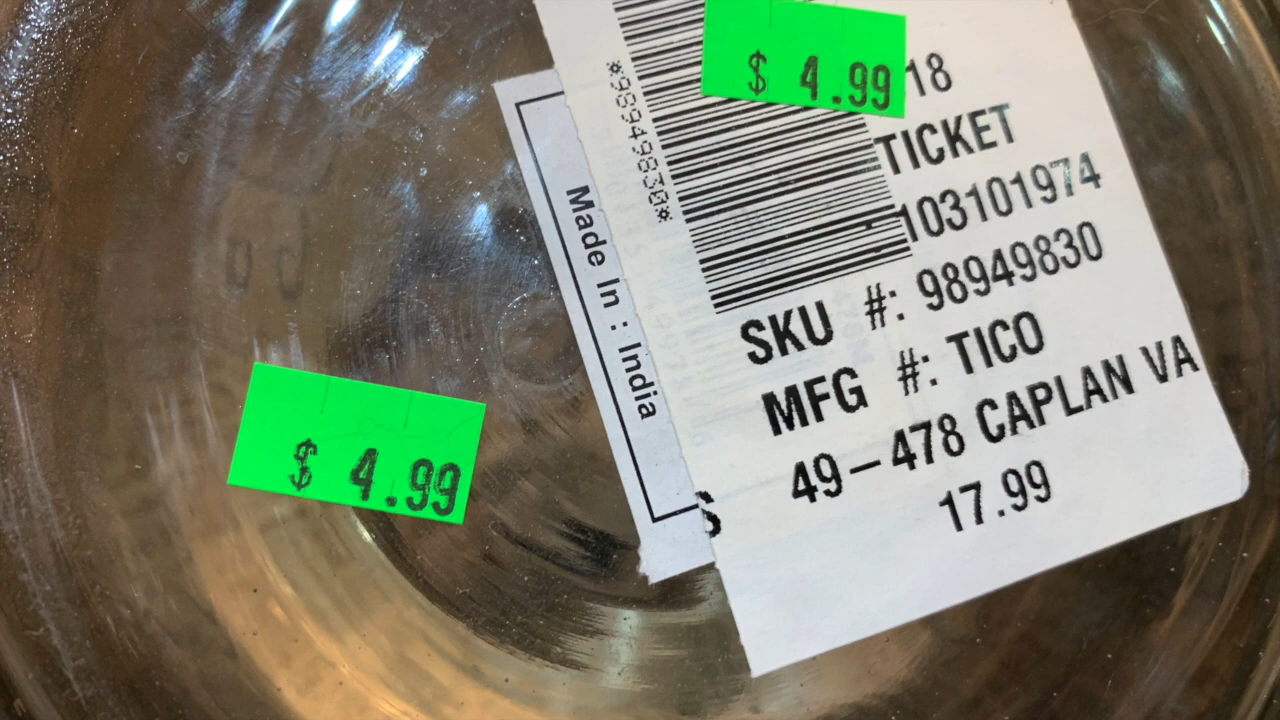 $ 4.99
18
TICKET
103101974
*98949830*
SKU #: 98949830
MFG #: TICO
49-478 CAPLAN VA
17.99
Made In : India
$
$ 4.99